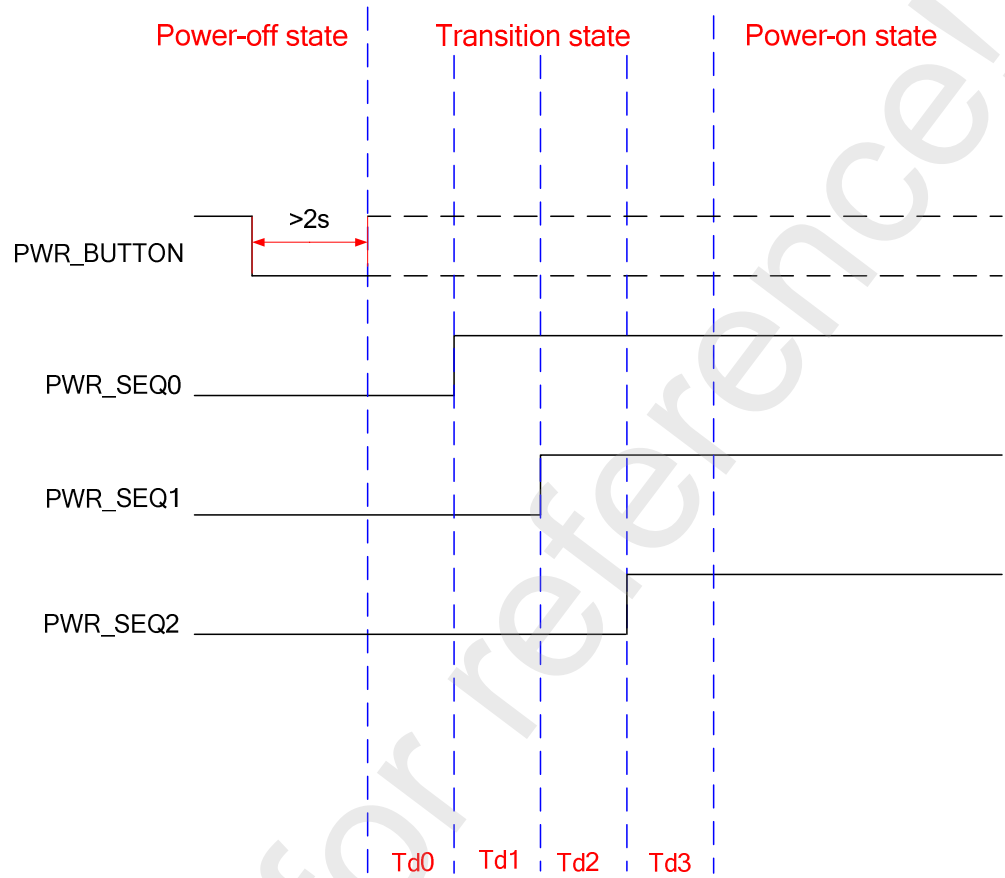 Power-off state
Transition state
Power-on state
>2s
PWR_BUTTON
PWR_SEQ0
PWR_SEQ1
PWR_SEQ2
Td0
Td1
Td2
Td3
for reference!